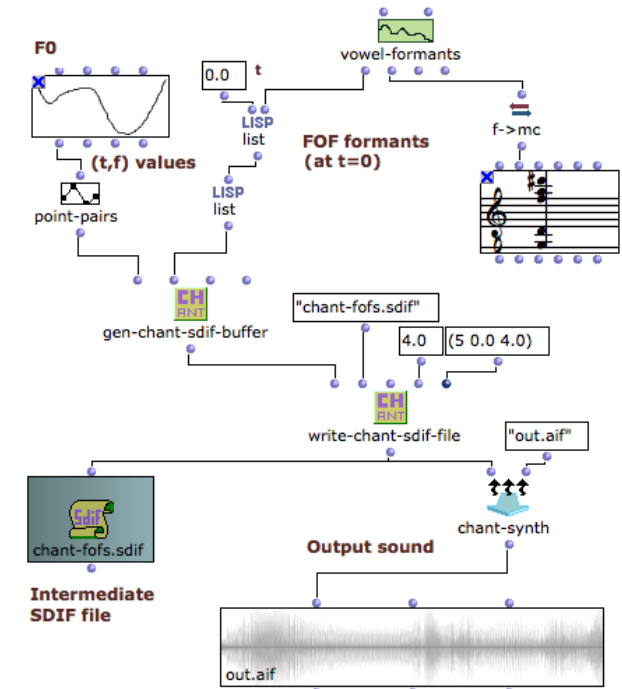 vowel-formants
F0
0.0
t
LISP
list
FOF formants
(at t=0)
f->mc
(t,f) values
point-pairs
LISP
list
CH
ANT
gen-chant-sdif-buffer
"chant-fofs.sdif"
4.0
(5 0.0 4.0)
CH
ANT
write-chant-sdif-file
"out.aif"
Sdif
chant-fofs.sdif
chant-synth
Output sound
Intermediate
SDIF file
out.aif